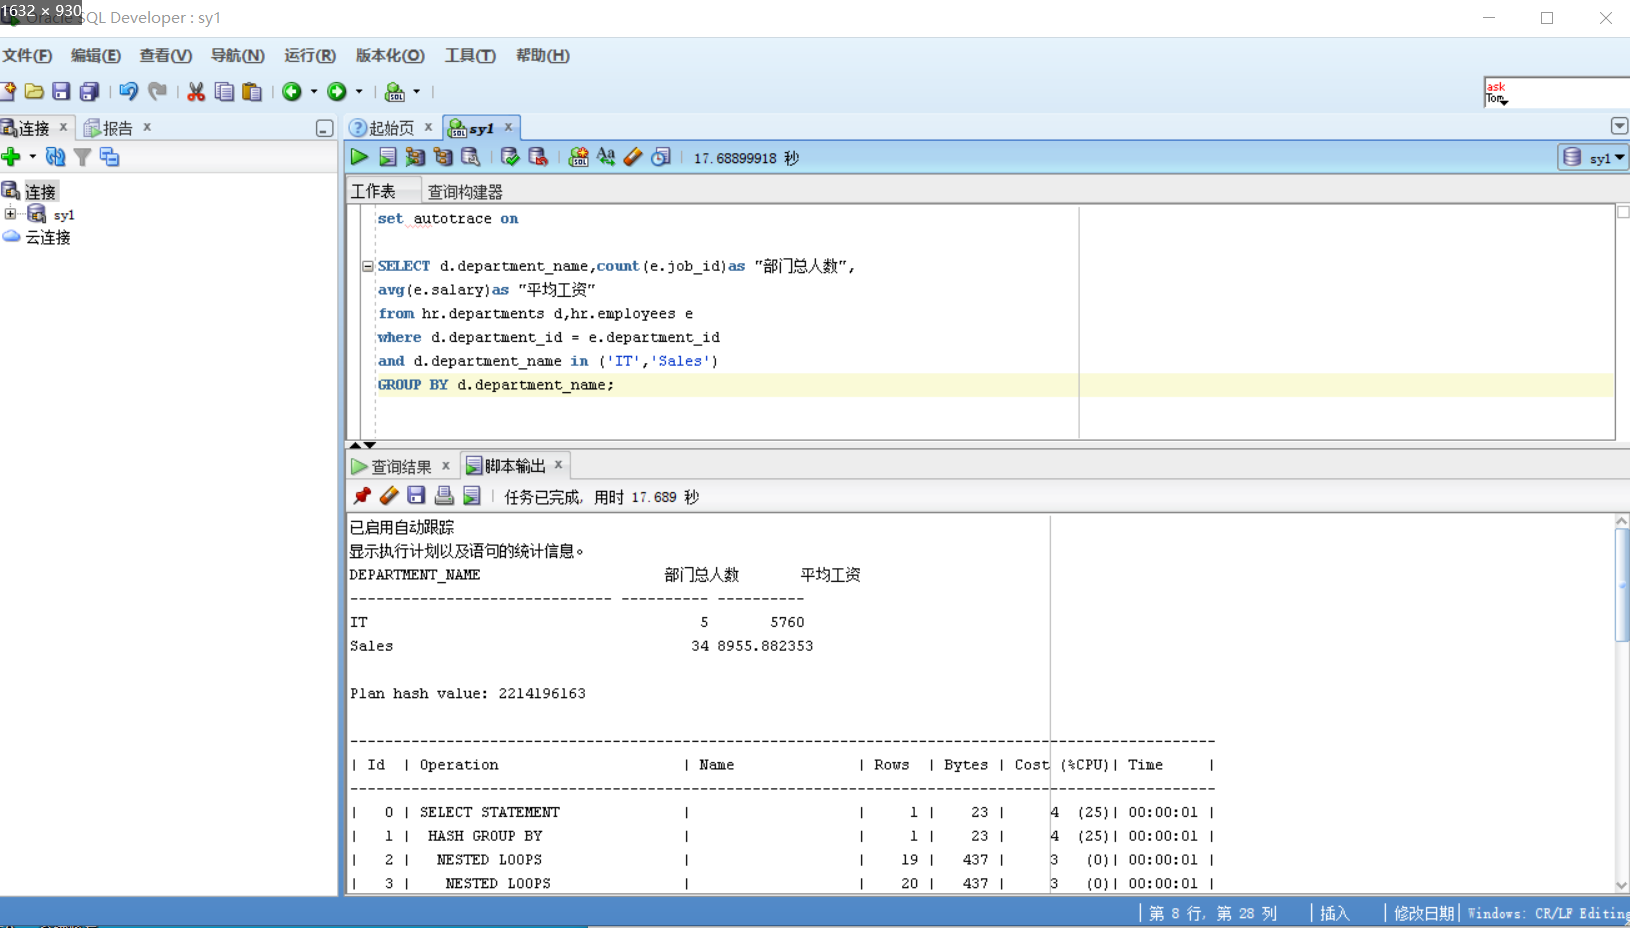 1632 × 930
Oracle SQL Developer : sy1
文件(F) 编辑(E) 查看(V) 导航(N) 运行(R) 版本化(O) 工具(T) 帮助(H)
SQL
ask
Tom
连接 x 报告 x
起始页 x sy1 x
17.68899918 秒
sy1
连接
sy1
云连接
工作表 查询构建器
set autotrace on
SELECT d.department_name,count(e.job_id)as "部门总人数",
avg(e.salary)as "平均工资"
from hr.departments d,hr.employees e
where d.department_id = e.department_id
and d.department_name in ('IT','Sales')
GROUP BY d.department_name;
查询结果 x 脚本输出 x
任务已完成, 用时 17.689 秒
已启用自动跟踪
显示执行计划以及语句的统计信息。
DEPARTMENT_NAME 部门总人数 平均工资
------------------------------ ---------- ----------
IT 5 5760
Sales 34 8955.882353
Plan hash value: 2214196163
---------------------------------------------------------------------------------------------------
| Id | Operation | Name | Rows | Bytes | Cost (%CPU)| Time |
---------------------------------------------------------------------------------------------------
| 0 | SELECT STATEMENT | | 1 | 23 | 4 (25)| 00:00:01 |
| 1 | HASH GROUP BY | | 1 | 23 | 4 (25)| 00:00:01 |
| 2 | NESTED LOOPS | | 19 | 437 | 3 (0)| 00:00:01 |
| 3 | NESTED LOOPS | | 20 | 437 | 3 (0)| 00:00:01 |
第 8 行, 第 28 列 | 插入 | 修改日期 | Windows: CR/LF Editing